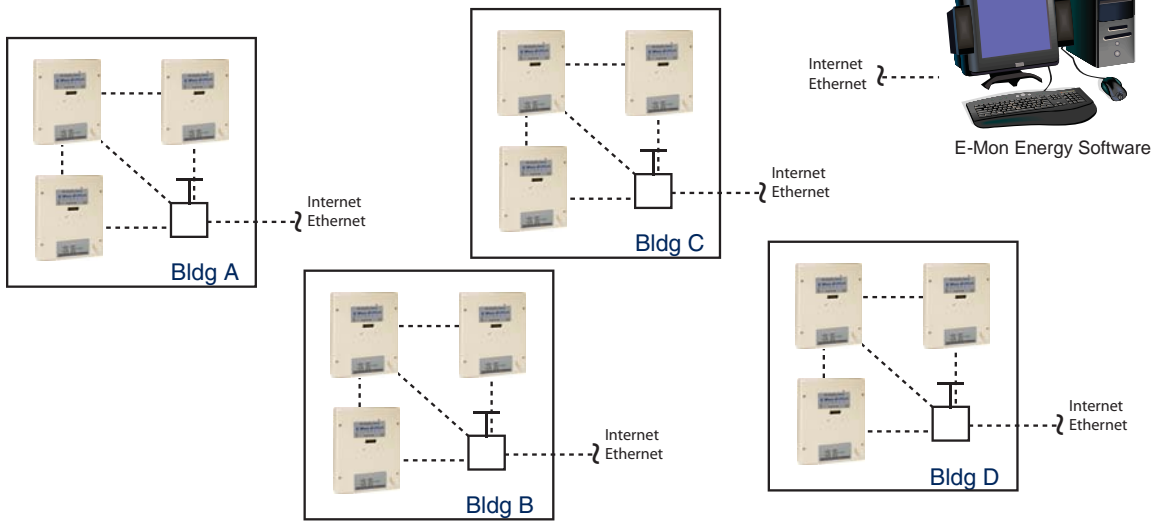 Internet
Ethernet
Bldg A
Internet
Ethernet
Bldg C
Internet
Ethernet
E-Mon Energy Software
Internet
Ethernet
Bldg B
Internet
Ethernet
Bldg D